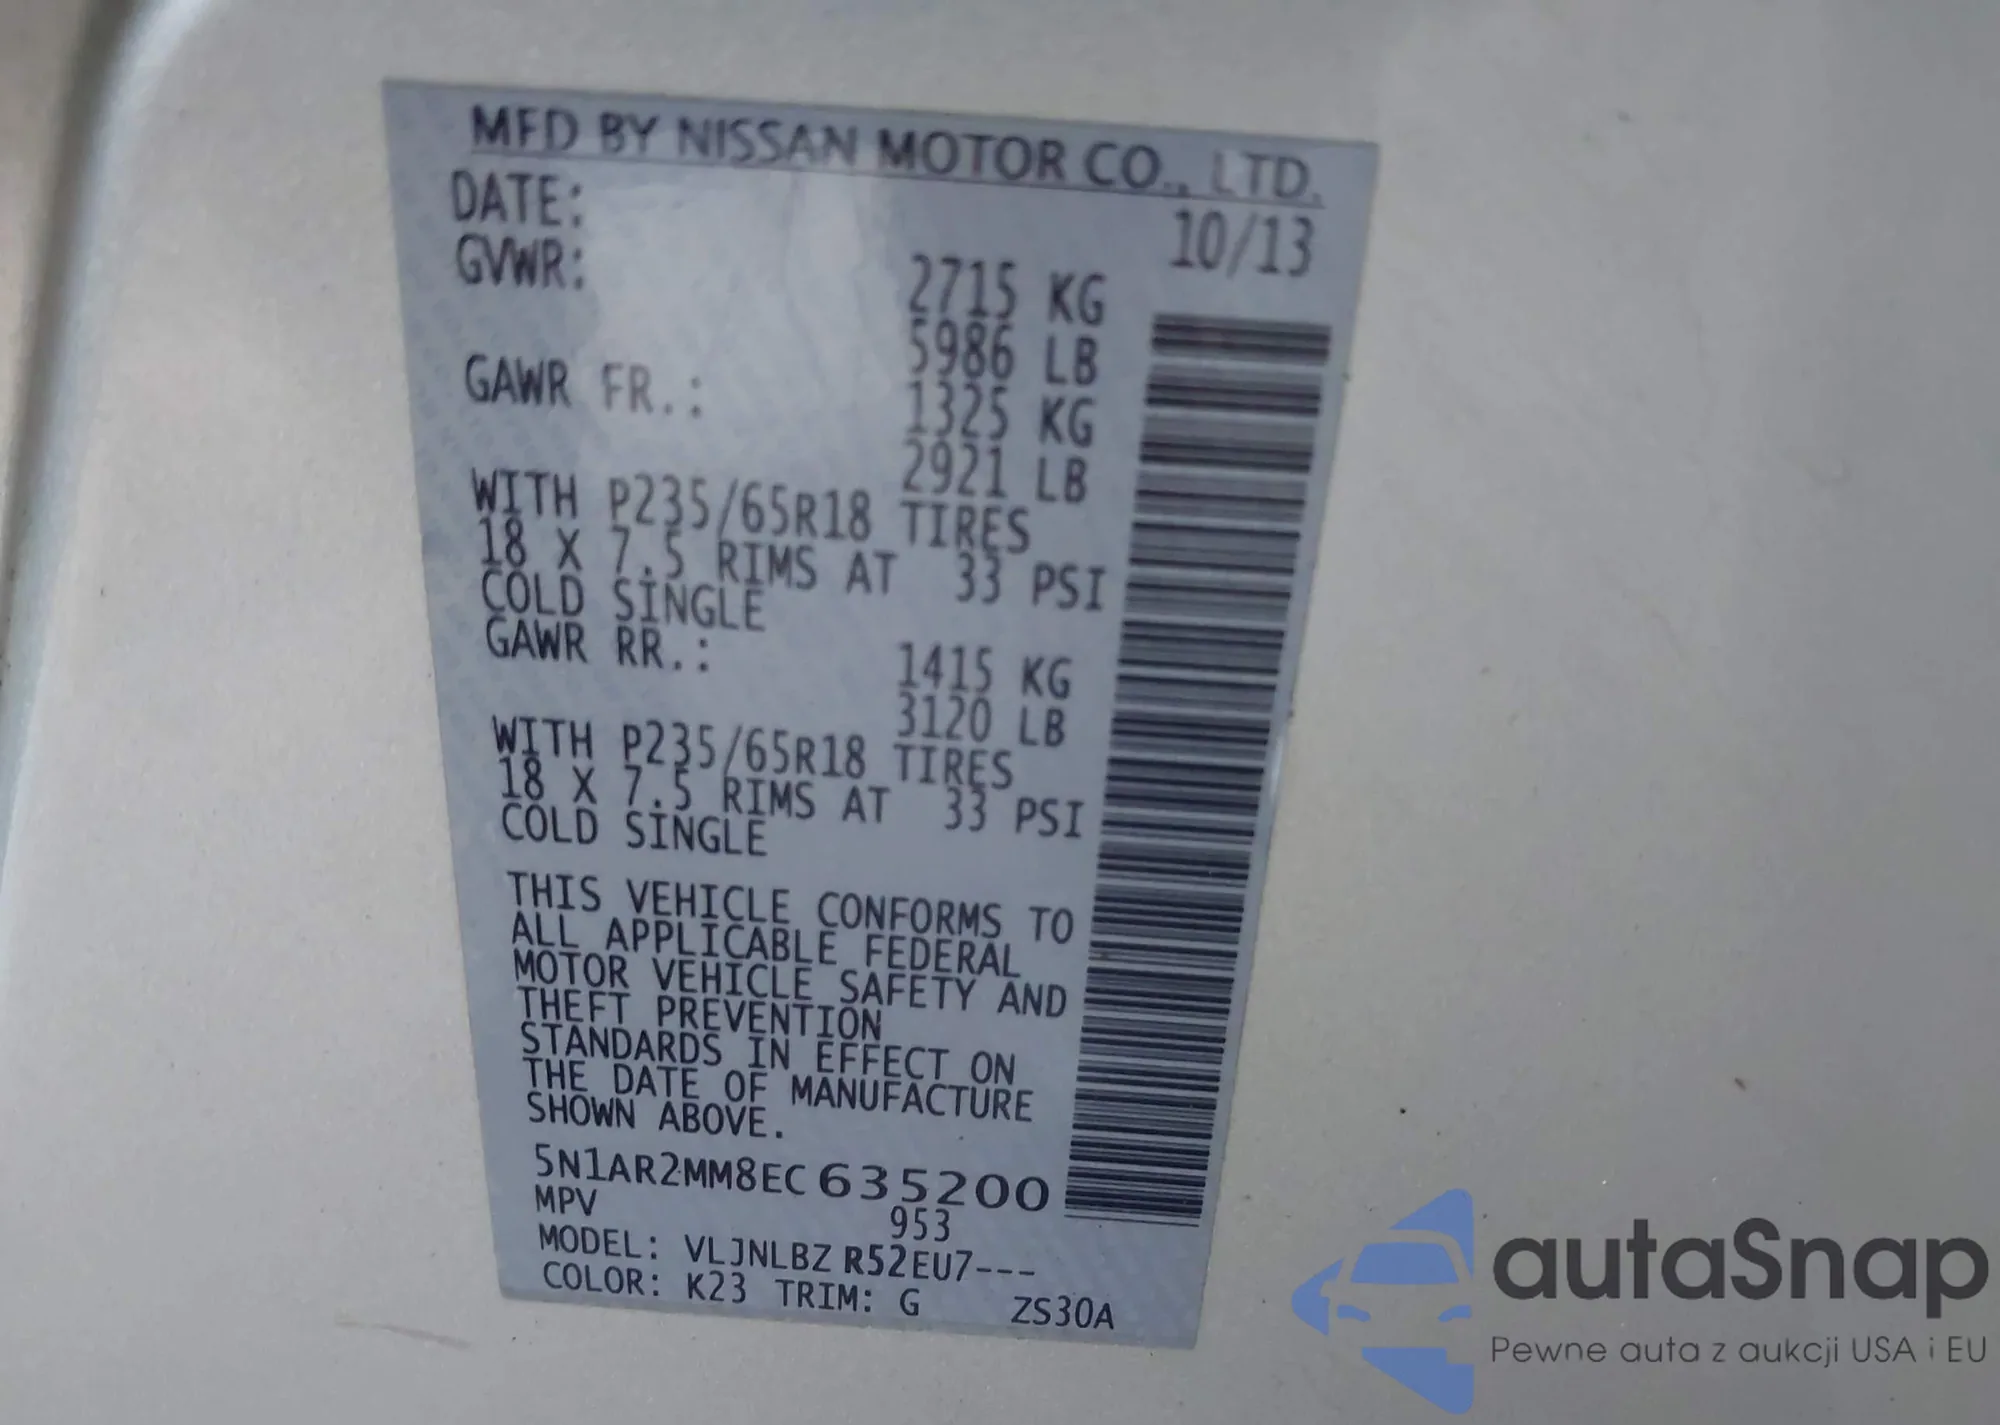 MFD BY NISSAN MOTOR CO., LTD.
DATE: 10/13
GVWR: 2715 KG
5986 LB
GAWR FR.: 1325 KG
2921 LB
WITH P235/65R18 TIRES
18 X 7.5 RIMS AT 33 PSI
COLD SINGLE
GAWR RR.: 1415 KG
3120 LB
WITH P235/65R18 TIRES
18 X 7.5 RIMS AT 33 PSI
COLD SINGLE
THIS VEHICLE CONFORMS TO
ALL APPLICABLE FEDERAL
MOTOR VEHICLE SAFETY AND
THEFT PREVENTION
STANDARDS IN EFFECT ON
THE DATE OF MANUFACTURE
SHOWN ABOVE.
5N1AR2MM8EC635200
MPV 953
MODEL: VLJNLBZ R52EU7---
COLOR: K23 TRIM: G ZS30A
autaSnap
Pewne auta z aukcji USA i EU